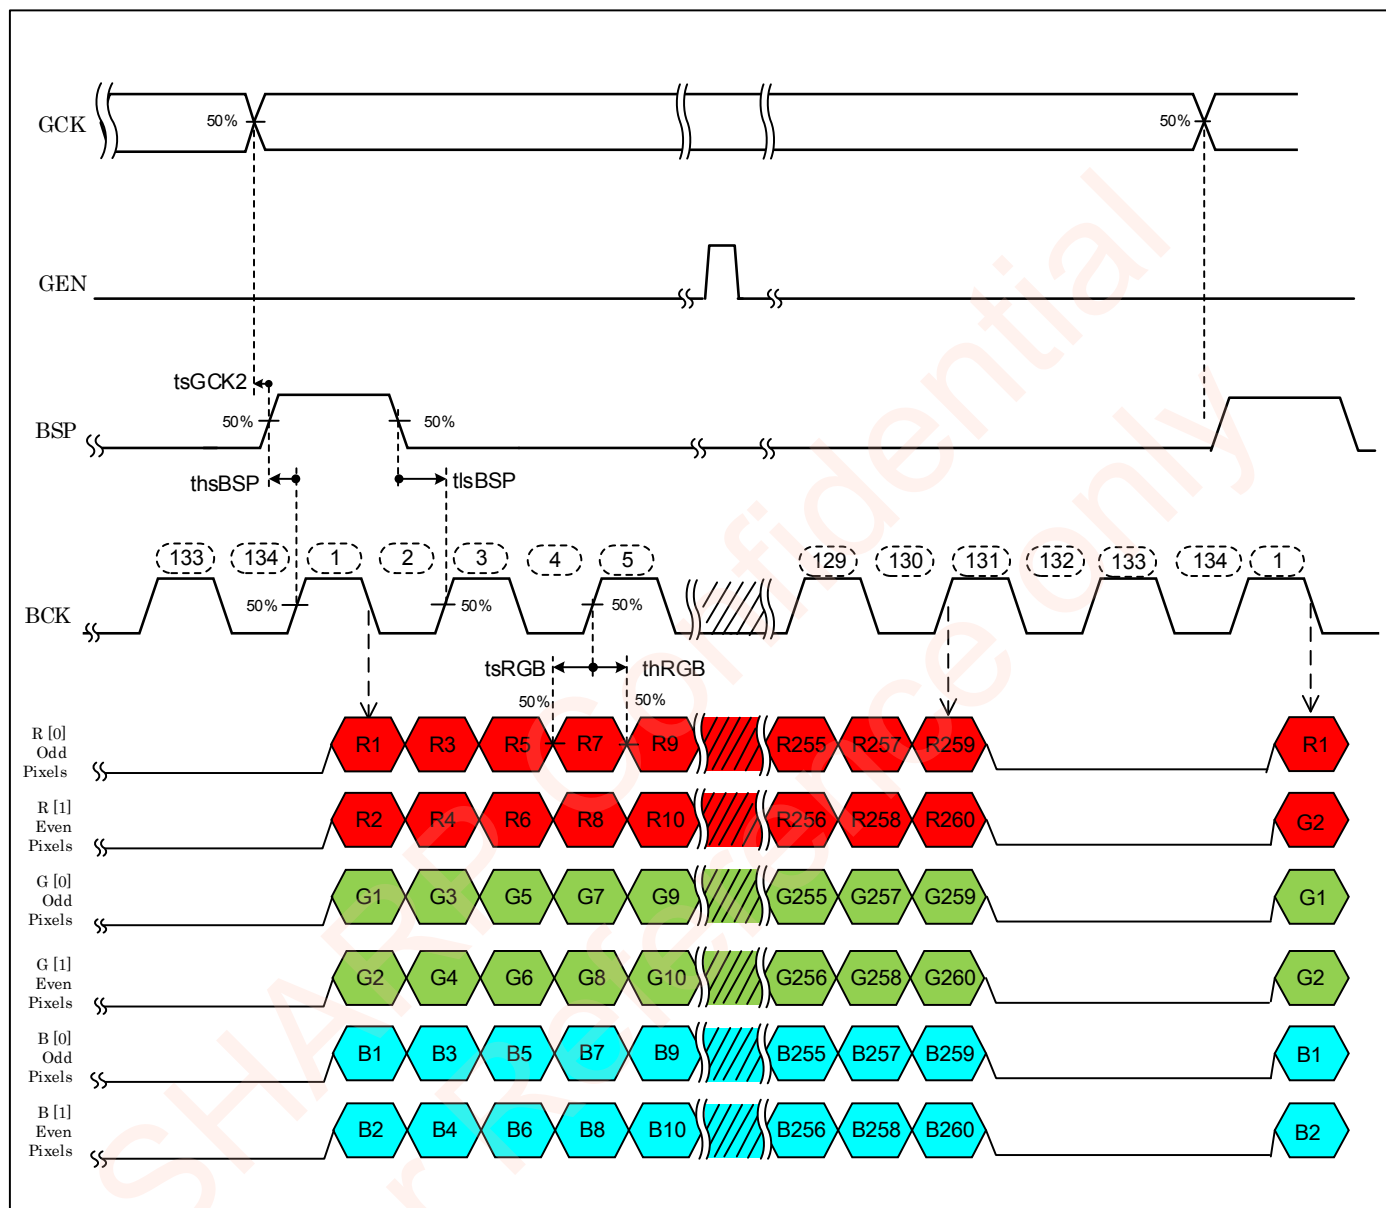 GCK
50%
50%
GEN
tsGCK2
BSP
50%
50%
thsBSP
tlsBSP
133 134 1 2 3 4 5 129 130 131 132 133 134 1
BCK
50%
50%
50%
tsRGB
thRGB
50%
50%
R [0]
Odd
Pixels
R1 R3 R5 R7 R9 R255 R257 R259 R1
R [1]
Even
Pixels
R2 R4 R6 R8 R10 R256 R258 R260 G2
G [0]
Odd
Pixels
G1 G3 G5 G7 G9 G255 G257 G259 G1
G [1]
Even
Pixels
G2 G4 G6 G8 G10 G256 G258 G260 G2
B [0]
Odd
Pixels
B1 B3 B5 B7 B9 B255 B257 B259 B1
B [1]
Even
Pixels
B2 B4 B6 B8 B10 B256 B258 B260 B2
SHARP Confidential
Reference only